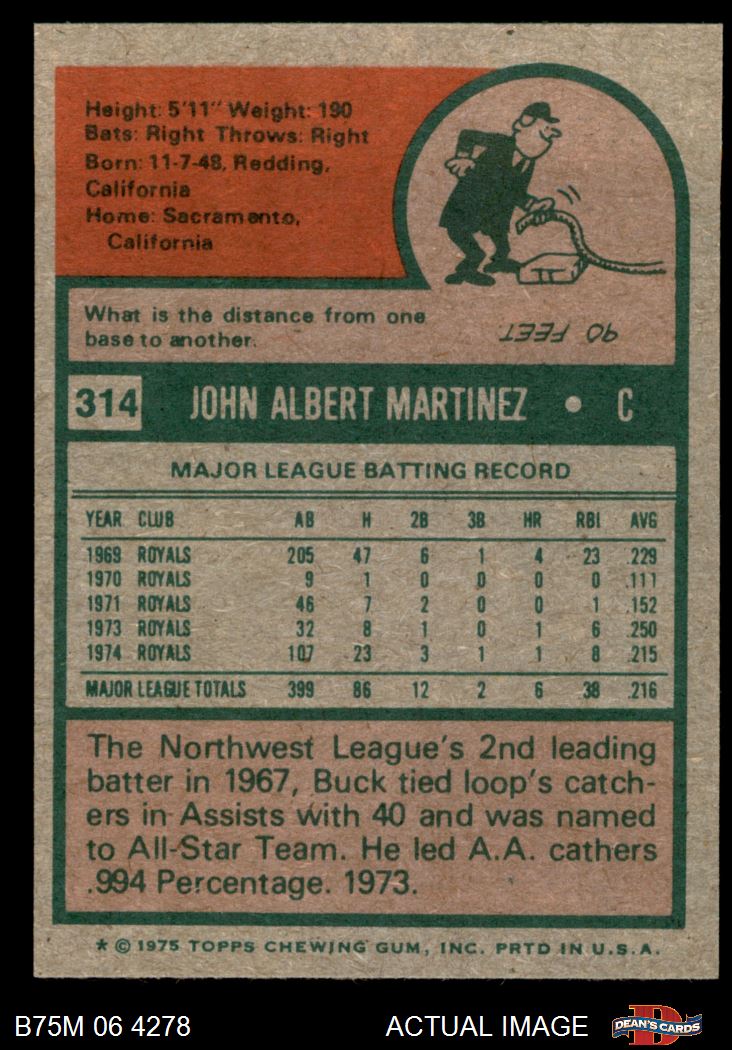 Height: 5'11" Weight: 190
Bats: Right Throws: Right
Born: 11-7-48, Redding,
California
Home: Sacramento,
California
What is the distance from one
base to another.
90 FEET
314 JOHN ALBERT MARTINEZ • C
MAJOR LEAGUE BATTING RECORD
YEAR CLUB AB H 2B 3B HR RBI AVG
1969 ROYALS 205 47 6 1 4 23 .229
1970 ROYALS 9 1 0 0 0 0 .111
1971 ROYALS 46 7 2 0 0 1 .152
1973 ROYALS 32 8 1 0 1 6 .250
1974 ROYALS 107 23 3 1 1 8 .215
MAJOR LEAGUE TOTALS 399 86 12 2 6 38 .216
The Northwest League's 2nd leading
batter in 1967, Buck tied loop's catch-
ers in Assists with 40 and was named
to All-Star Team. He led A.A. cathers
.994 Percentage. 1973.
* © 1975 TOPPS CHEWING GUM, INC. PRTD IN U.S.A.
B75M 06 4278 ACTUAL IMAGE D DEAN'S CARDS